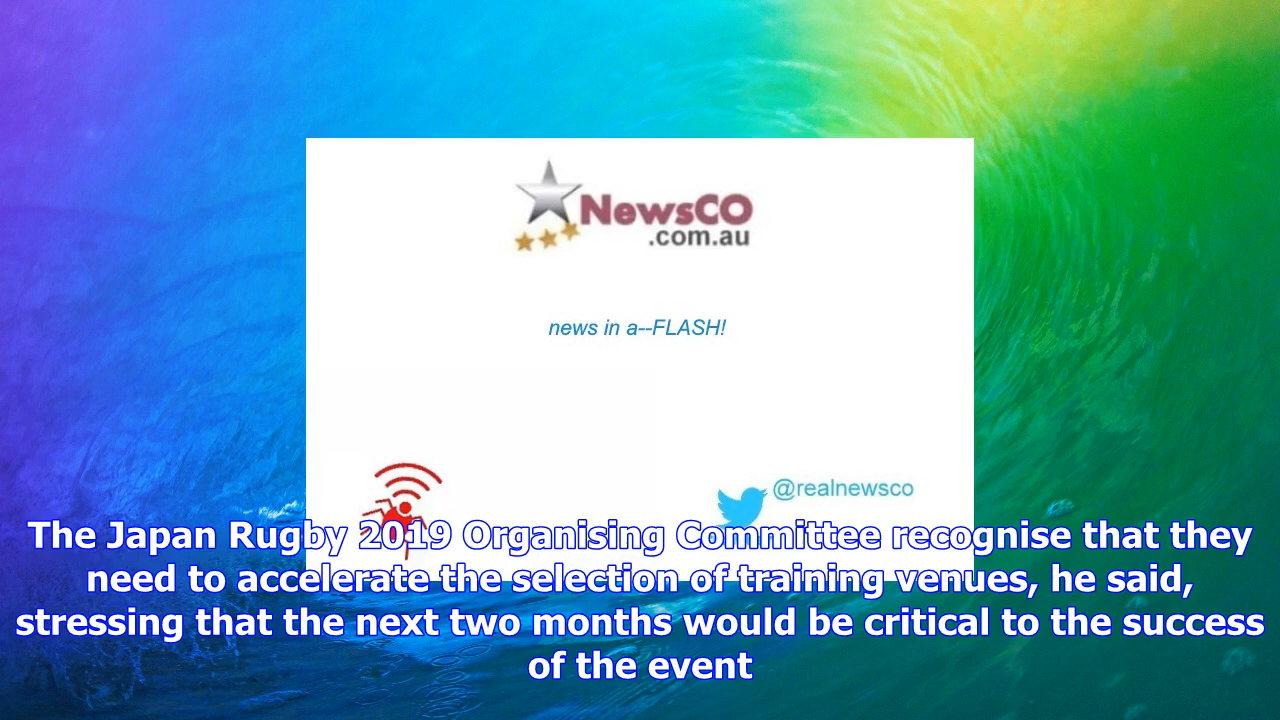 NewsCO
.com.au
news in a--FLASH!
@realnewsco
The Japan Rugby 2019 Organising Committee recognise that they
need to accelerate the selection of training venues, he said,
stressing that the next two months would be critical to the success
of the event